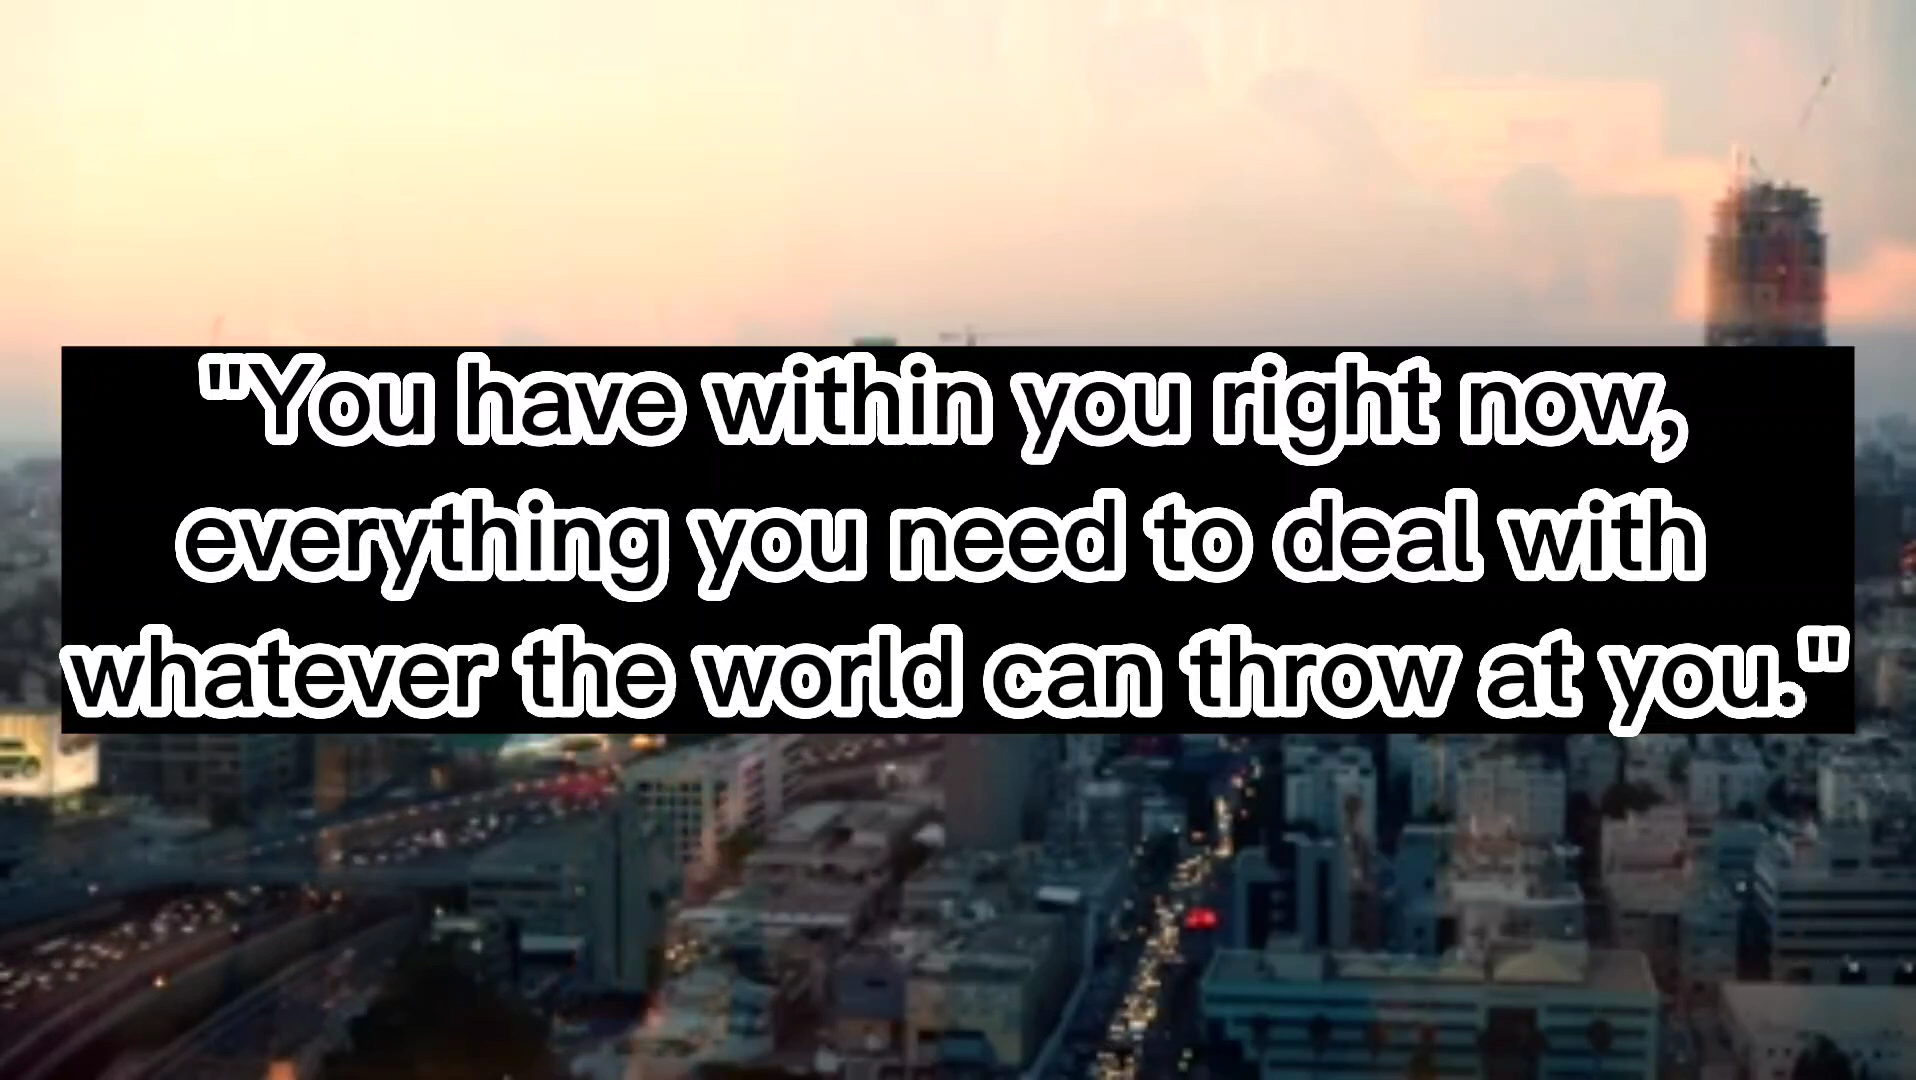 "You have within you right now,
everything you need to deal with
whatever the world can throw at you."